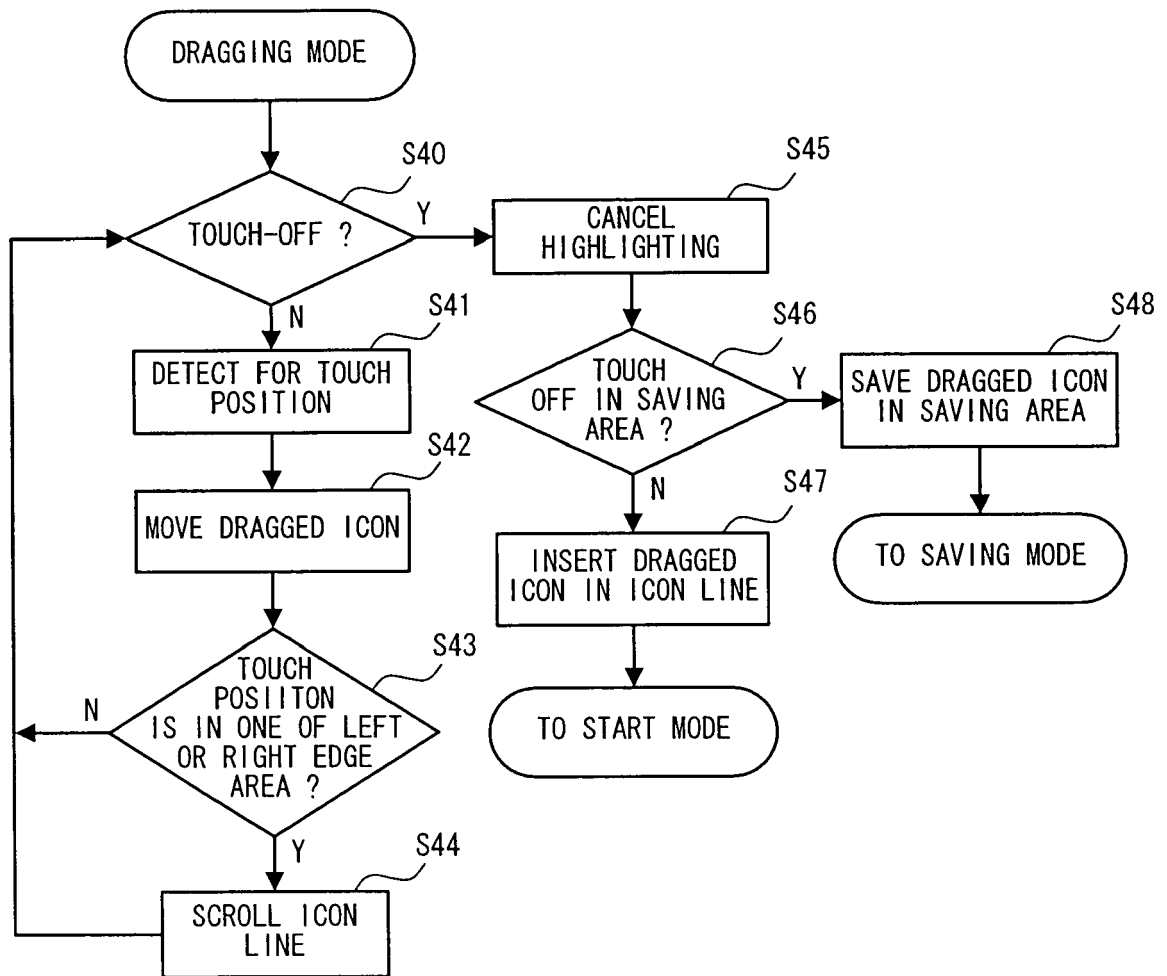 DRAGGING MODE
S40
TOUCH-OFF ?
Y
N
S41
DETECT FOR TOUCH
POSITION
S42
MOVE DRAGGED ICON
S43
TOUCH
POSIITON
IS IN ONE OF LEFT
OR RIGHT EDGE
AREA ?
N
Y
S44
SCROLL ICON
LINE
S45
CANCEL
HIGHLIGHTING
S46
TOUCH
OFF IN SAVING
AREA ?
Y
N
S47
INSERT DRAGGED
ICON IN ICON LINE
TO START MODE
S48
SAVE DRAGGED ICON
IN SAVING AREA
TO SAVING MODE